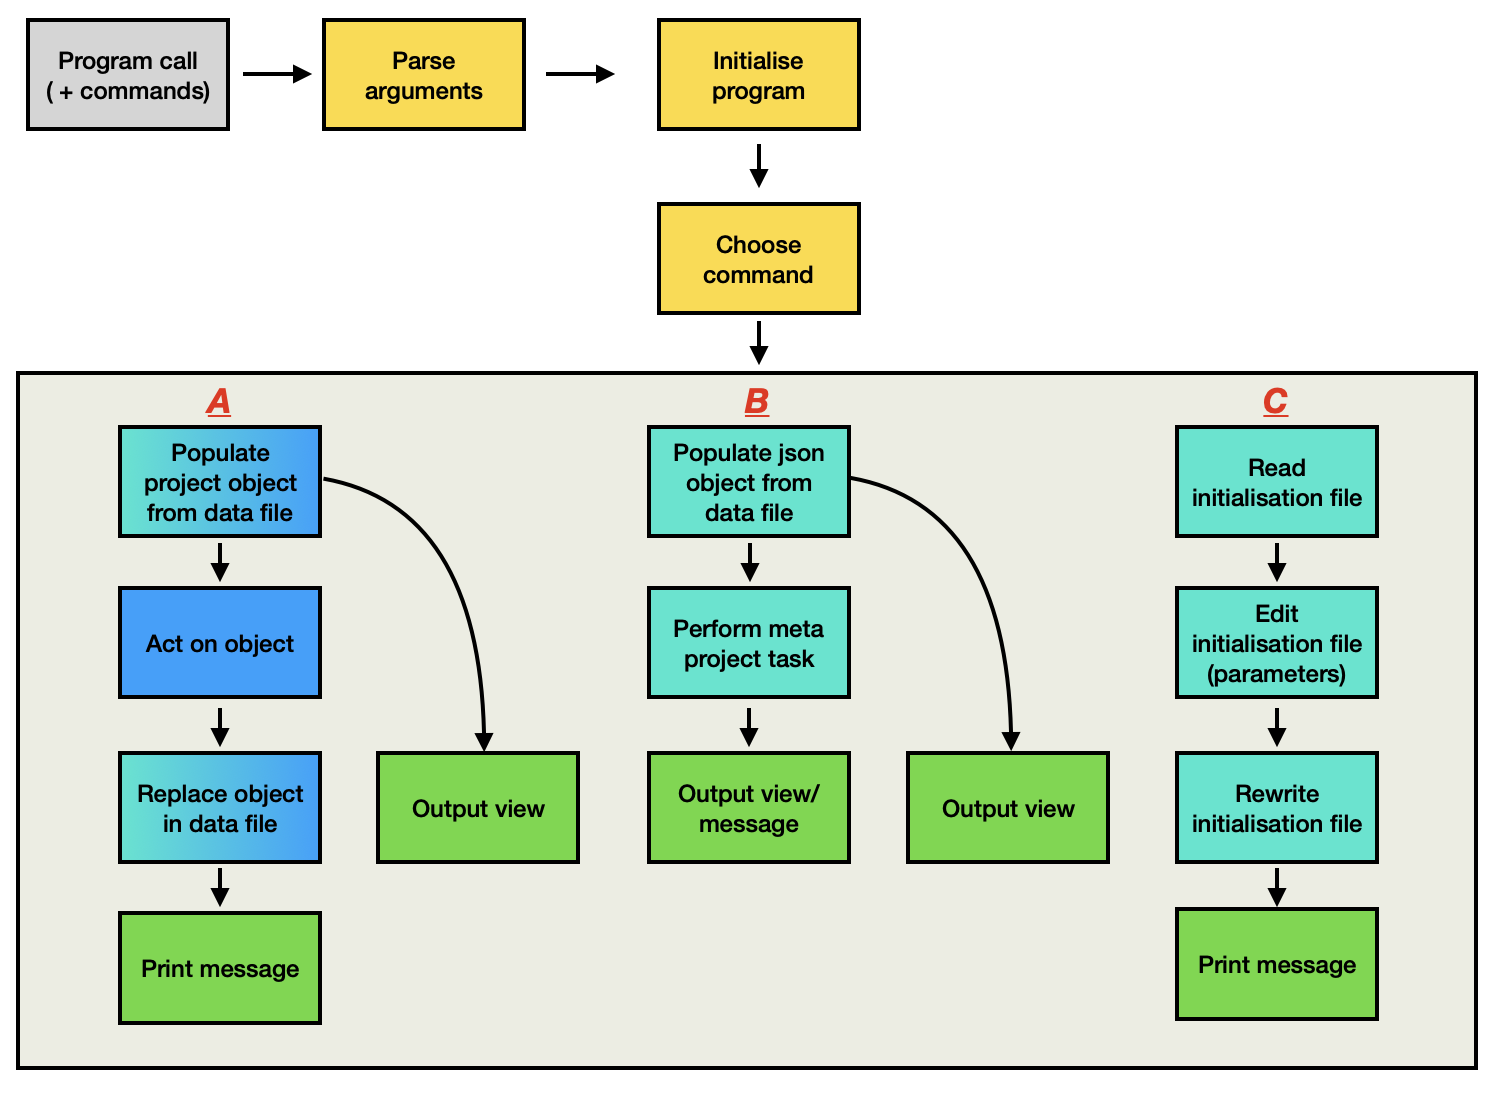 Program call
( + commands)
Parse
arguments
Initialise
program
Choose
command
A
Populate
project object
from data file
Act on object
Replace object
in data file
Print message
Output view
B
Populate json
object from
data file
Perform meta
project task
Output view/
message
Output view
C
Read
initialisation file
Edit
initialisation file
(parameters)
Rewrite
initialisation file
Print message